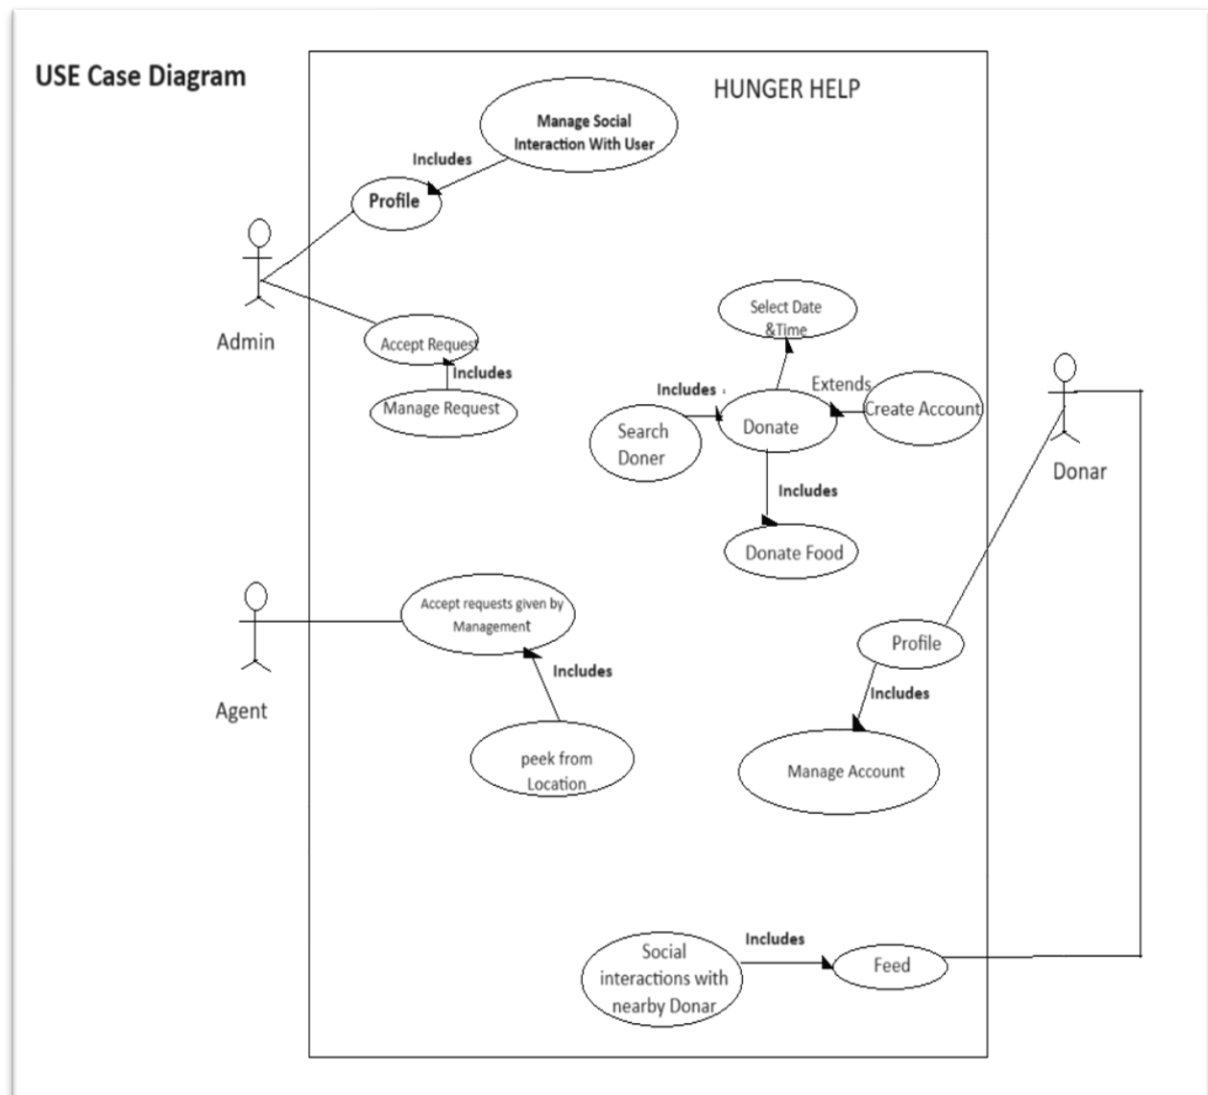 USE Case Diagram
HUNGER HELP
Manage Social
Interaction With User
Includes
Profile
Admin
Accept Request
Includes
Manage Request
Select Date
&Time
Includes
Extends
Create Account
Search
Doner
Donate
Donar
Includes
Donate Food
Accept requests given by
Management
Agent
Includes
peek from
Location
Profile
Includes
Manage Account
Includes
Social
interactions with
nearby Donar
Feed